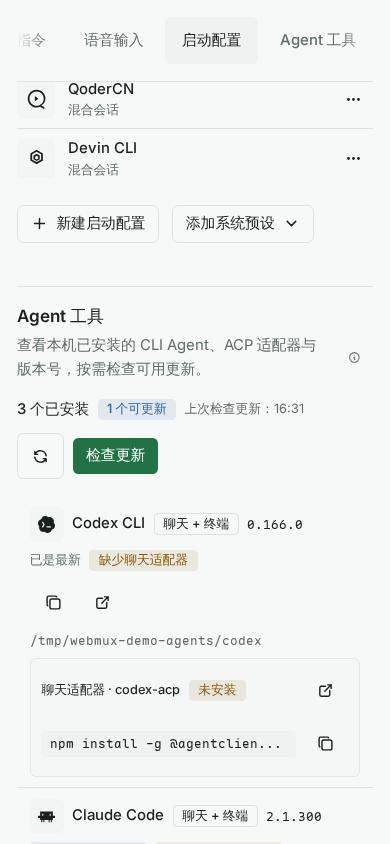 指令 语音输入 启动配置 Agent 工具
QoderCN
混合会话
Devin CLI
混合会话
新建启动配置 添加系统预设
Agent 工具
查看本机已安装的 CLI Agent、ACP 适配器与
版本号，按需检查可用更新。
3 个已安装 1 个可更新 上次检查更新：16:31
检查更新
Codex CLI 聊天 + 终端 0.166.0
已是最新 缺少聊天适配器
/tmp/webmux-demo-agents/codex
聊天适配器 · codex-acp 未安装
npm install -g @agentclien...
Claude Code 聊天 + 终端 2.1.300